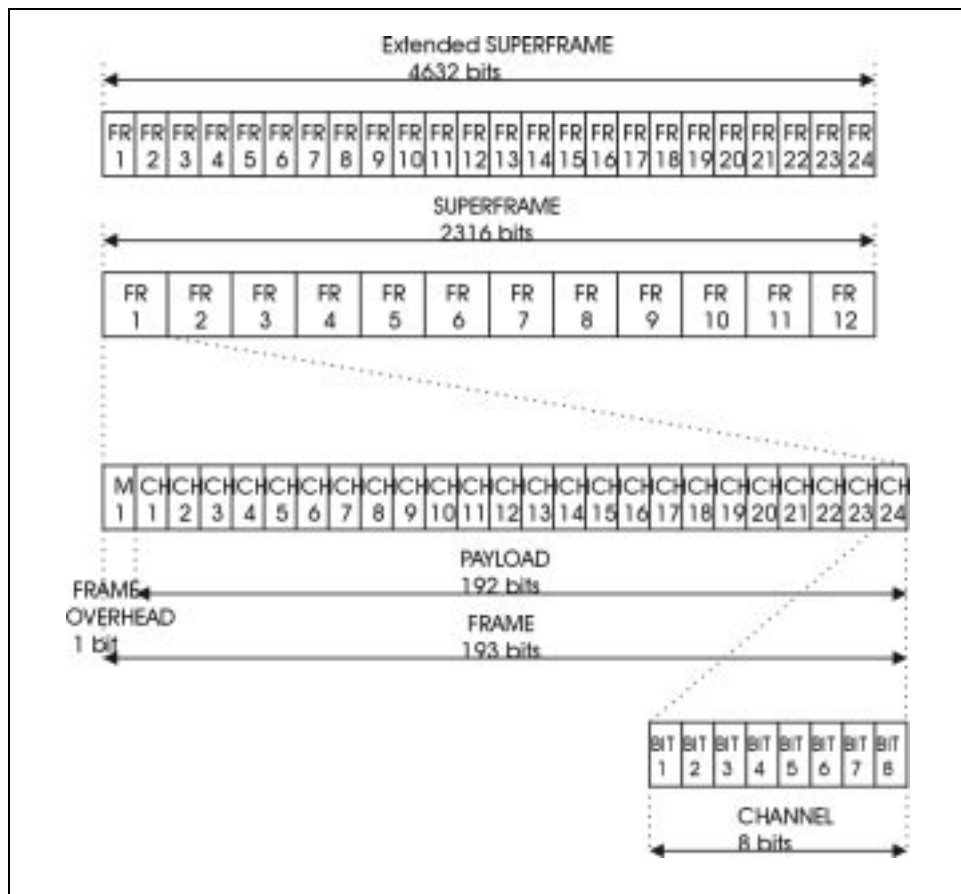 Extended SUPERFRAME
4632 bits
FR FR FR FR FR FR FR FR FR FR FR FR FR FR FR FR FR FR FR FR FR FR FR FR
1 2 3 4 5 6 7 8 9 10 11 12 13 14 15 16 17 18 19 20 21 22 23 24
SUPERFRAME
2316 bits
FR FR FR FR FR FR FR FR FR FR FR FR
1 2 3 4 5 6 7 8 9 10 11 12
M CH CH CH CH CH CH CH CH CH CH CH CH CH CH CH CH CH CH CH CH CH CH CH CH
1 1 2 3 4 5 6 7 8 9 10 11 12 13 14 15 16 17 18 19 20 21 22 23 24
PAYLOAD
192 bits
FRAME
OVERHEAD
1 bit
FRAME
193 bits
BIT BIT BIT BIT BIT BIT BIT BIT
1 2 3 4 5 6 7 8
CHANNEL
8 bits